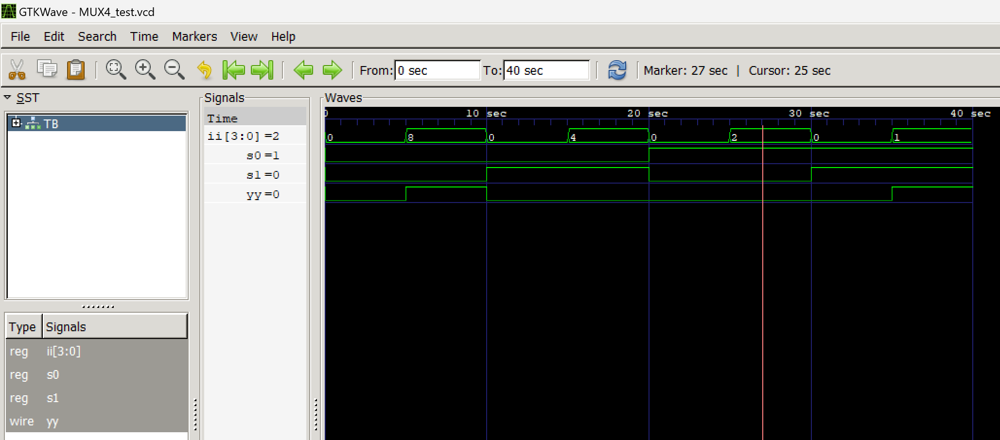 GTKWave - MUX4_test.vcd
File Edit Search Time Markers View Help
From: 0 sec To: 40 sec Marker: 27 sec | Cursor: 25 sec
SST
TB
Type Signals
reg ii[3:0]
reg s0
reg s1
wire yy
Signals
Time
ii[3:0] =2
s0 =1
s1 =0
yy =0
Waves
0 10 sec 20 sec 30 sec 40 sec
0 8 0 4 0 2 0 1